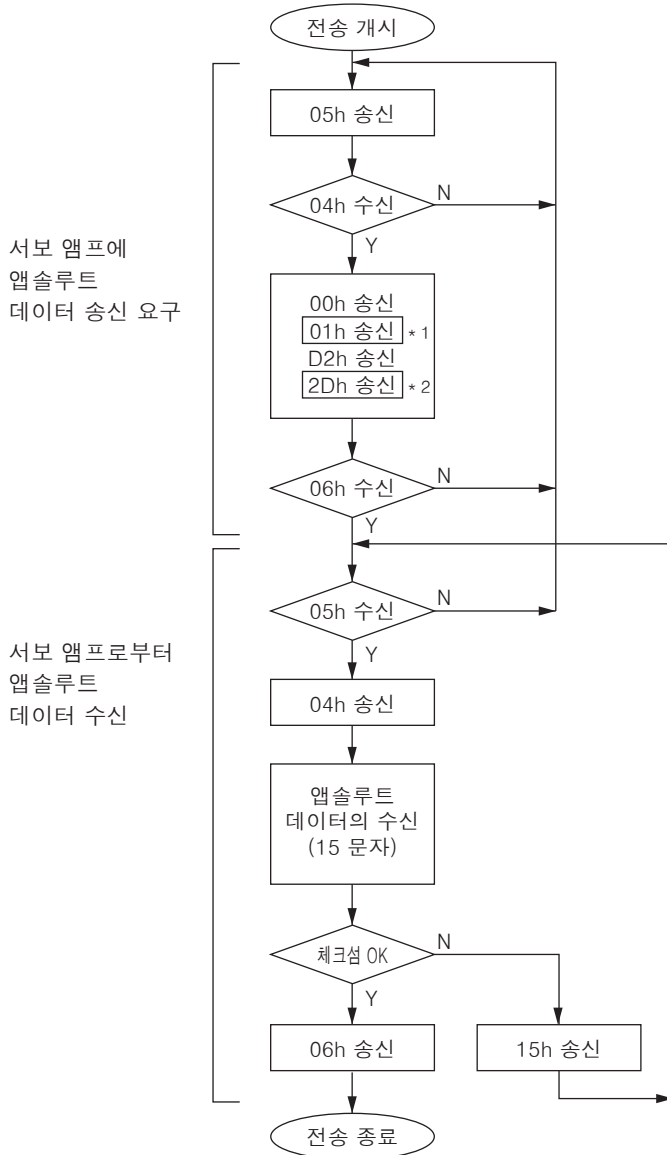 전송 개시
05h 송신
04h 수신
N
Y
서보 앰프에
앱솔루트
데이터 송신 요구
00h 송신
01h 송신 *1
D2h 송신
2Dh 송신 *2
06h 수신
N
Y
05h 수신
N
Y
서보 앰프로부터
앱솔루트
데이터 수신
04h 송신
앱솔루트
데이터의 수신
(15 문자)
체크섬 OK
N
Y
06h 송신
15h 송신
전송 종료